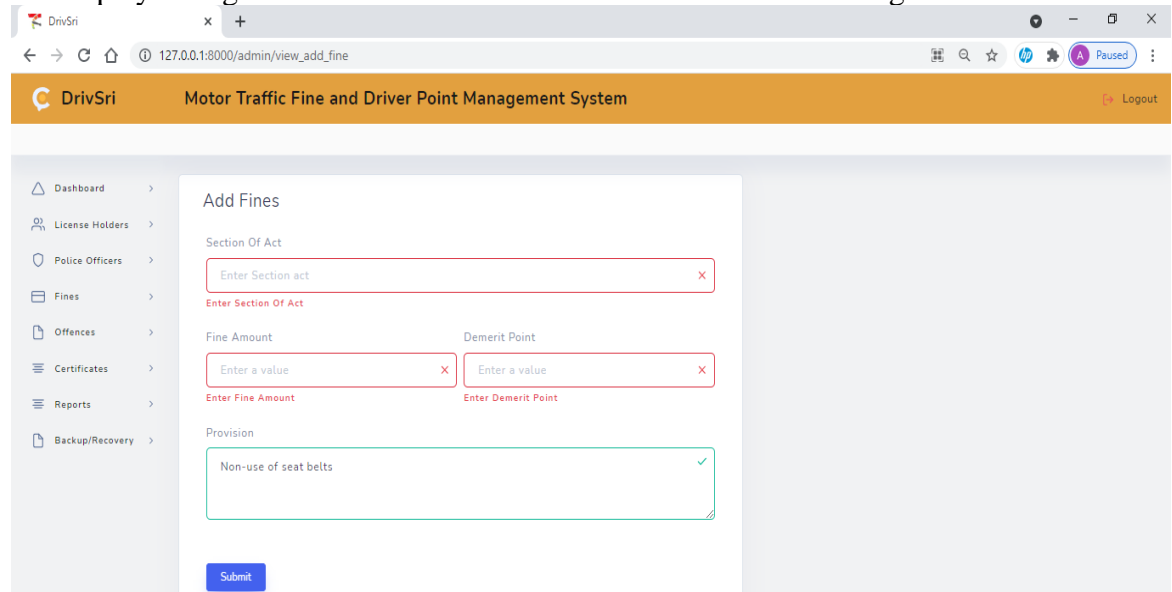 DrivSri
127.0.0.1:8000/admin/view_add_fine
A Paused
DrivSri Motor Traffic Fine and Driver Point Management System Logout
Dashboard
License Holders
Police Officers
Fines
Offences
Certificates
Reports
Backup/Recovery
Add Fines
Section Of Act
Enter Section act
Enter Section Of Act
Fine Amount Demerit Point
Enter a value Enter a value
Enter Fine Amount Enter Demerit Point
Provision
Non-use of seat belts
Submit